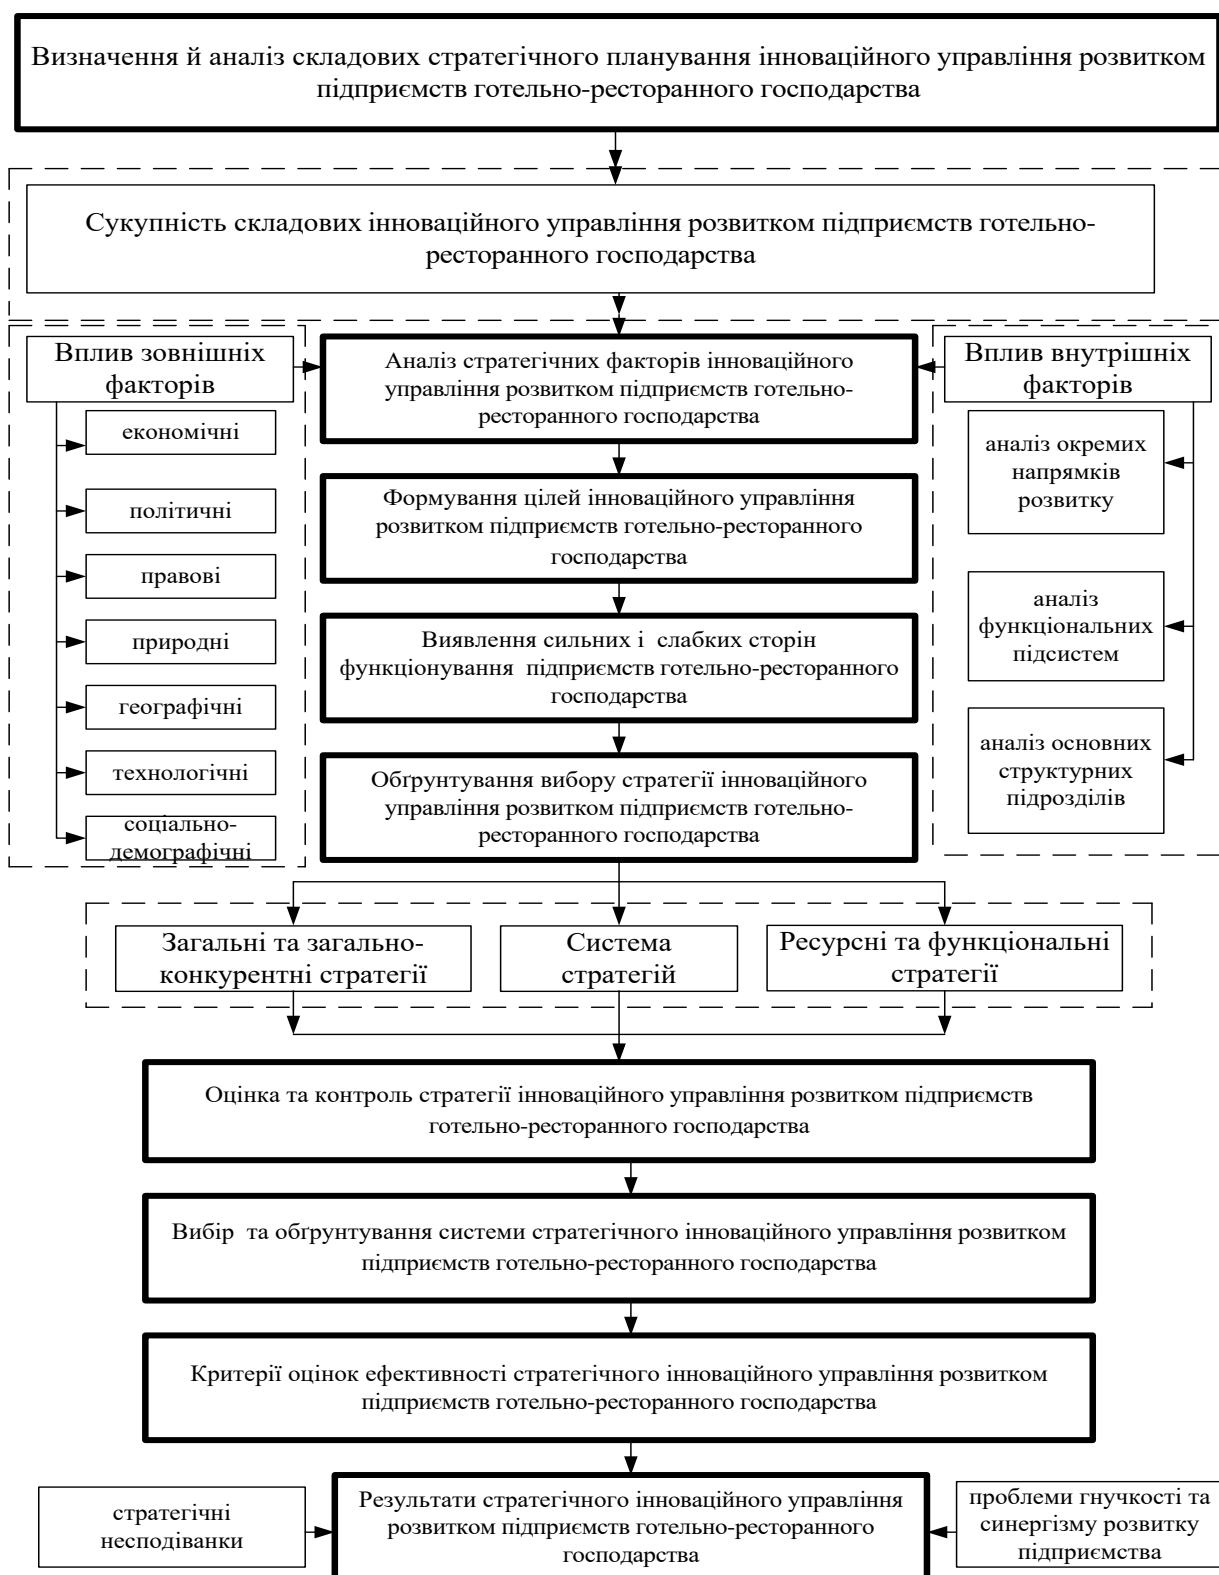 Визначення й аналіз складових стратегічного планування інноваційного управління розвитком
підприємств готельно-ресторанного господарства
Сукупність складових інноваційного управління розвитком підприємств готельно-
ресторанного господарства
Вплив зовнішніх
факторів
економічні
політичні
правові
природні
географічні
технологічні
соціально-
демографічні
Аналіз стратегічних факторів інноваційного
управління розвитком підприємств готельно-
ресторанного господарства
Формування цілей інноваційного управління
розвитком підприємств готельно-ресторанного
господарства
Виявлення сильних і слабких сторін
функціонування підприємств готельно-ресторанного
господарства
Обґрунтування вибору стратегії інноваційного
управління розвитком підприємств готельно-
ресторанного господарства
Вплив внутрішніх
факторів
аналіз окремих
напрямків
розвитку
аналіз
функціональних
підсистем
аналіз основних
структурних
підрозділів
Загальні та загально-
конкурентні стратегії
Система
стратегій
Ресурсні та функціональні
стратегії
Оцінка та контроль стратегії інноваційного управління розвитком підприємств
готельно-ресторанного господарства
Вибір та обґрунтування системи стратегічного інноваційного управління розвитком
підприємств готельно-ресторанного господарства
Критерії оцінок ефективності стратегічного інноваційного управління розвитком
підприємств готельно-ресторанного господарства
стратегічні
несподіванки
Результати стратегічного інноваційного управління
розвитком підприємств готельно-ресторанного
господарства
проблеми гнучкості та
синергізму розвитку
підприємства